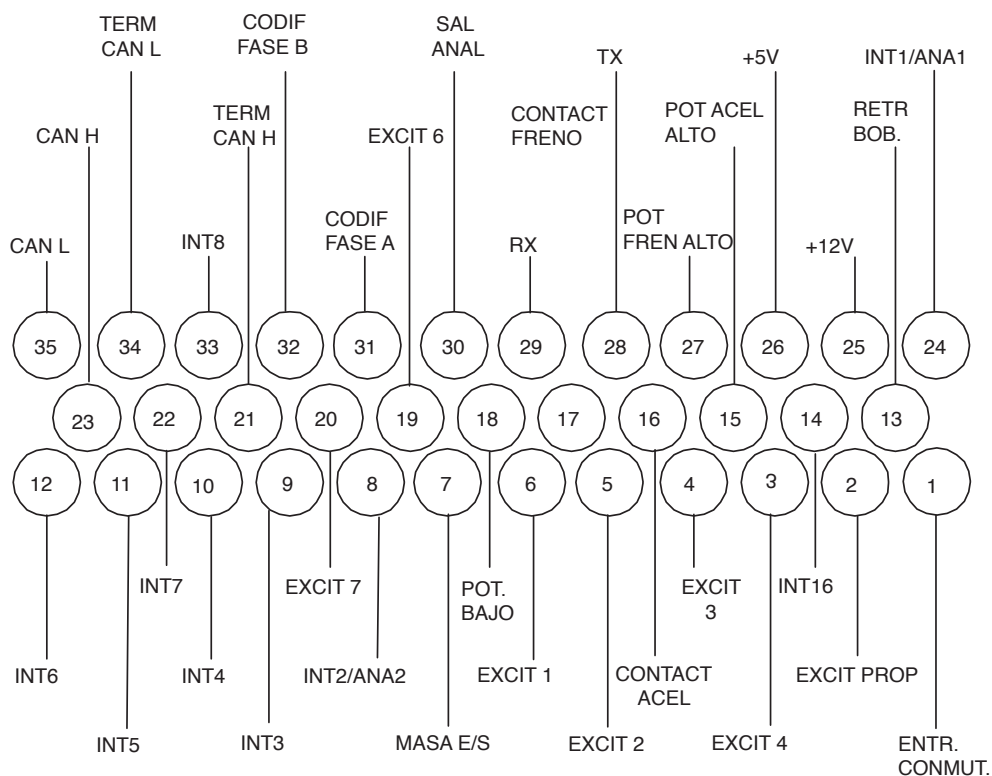 TERM
CAN L
CODIF
FASE B
SAL
ANAL
TX
+5V
INT1/ANA1
CAN H
TERM
CAN H
EXCIT 6
CONTACT
FRENO
POT ACEL
ALTO
RETR
BOB.
CAN L
INT8
CODIF
FASE A
RX
POT
FREN ALTO
+12V
35 34 33 32 31 30 29 28 27 26 25 24
23 22 21 20 19 18 17 16 15 14 13
12 11 10 9 8 7 6 5 4 3 2 1
INT7
EXCIT 7
POT.
BAJO
EXCIT
3
INT16
INT6
INT4
INT2/ANA2
EXCIT 1
CONTACT
ACEL
EXCIT PROP
INT5
INT3
MASA E/S
EXCIT 2
EXCIT 4
ENTR.
CONMUT.